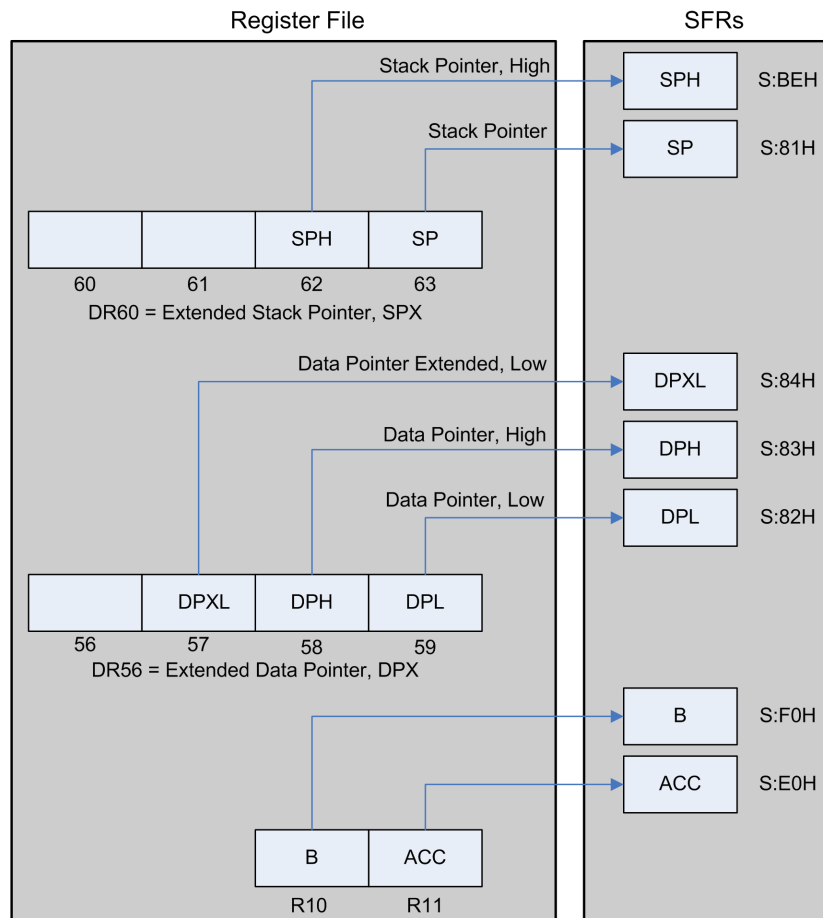 Register File
SFRs
Stack Pointer, High
SPH
S:BEH
Stack Pointer
SP
S:81H
SPH
SP
60
61
62
63
DR60 = Extended Stack Pointer, SPX
Data Pointer Extended, Low
DPXL
S:84H
Data Pointer, High
DPH
S:83H
Data Pointer, Low
DPL
S:82H
DPXL
DPH
DPL
56
57
58
59
DR56 = Extended Data Pointer, DPX
B
S:F0H
ACC
S:E0H
B
ACC
R10
R11